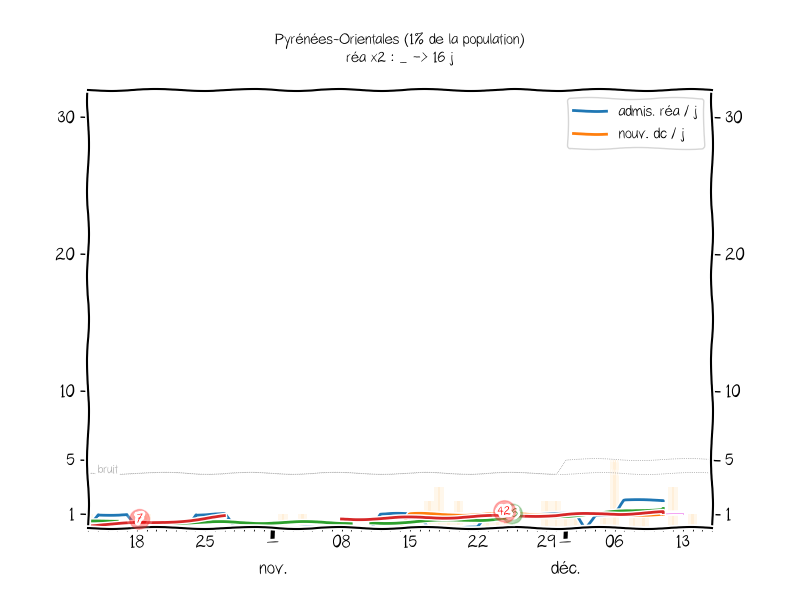 Pyrénées-Orientales (1% de la population)
réa x2 : _ -> 16 j
admis. réa / j
nouv. dc / j
30
30
20
20
10
10
5
5
bruit
1
1
7
42
18
25
08
15
22
29
06
13
nov.
déc.